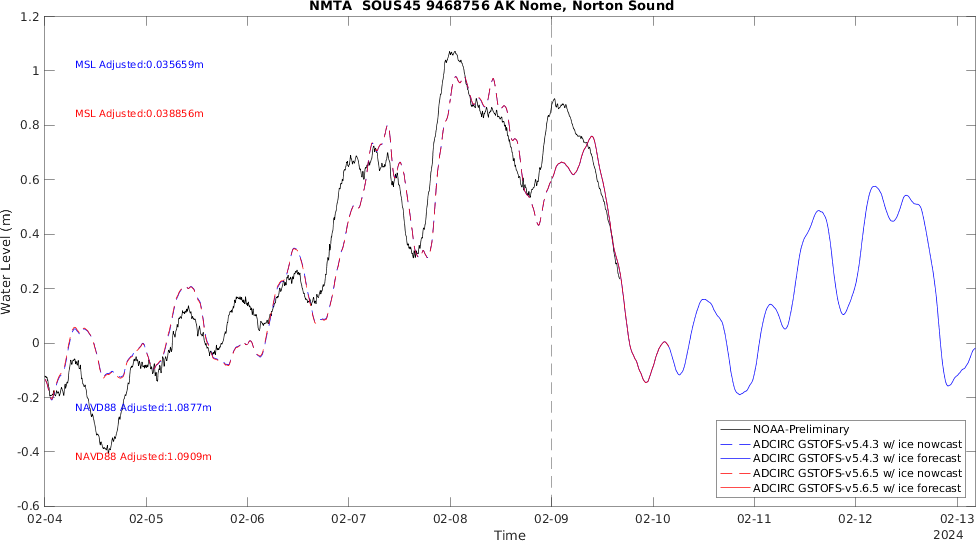 NMTA SOUS45 9468756 AK Nome, Norton Sound
1.2
1
0.8
0.6
0.4
0.2
0
-0.2
-0.4
-0.6
Water Level (m)
MSL Adjusted:0.035659m
MSL Adjusted:0.038856m
NAVD88 Adjusted:1.0877m
NAVD88 Adjusted:1.0909m
NOAA-Preliminary
ADCIRC GSTOFS-v5.4.3 w/ ice nowcast
ADCIRC GSTOFS-v5.4.3 w/ ice forecast
ADCIRC GSTOFS-v5.6.5 w/ ice nowcast
ADCIRC GSTOFS-v5.6.5 w/ ice forecast
02-04 02-05 02-06 02-07 02-08 02-09 02-10 02-11 02-12 02-13
Time
2024